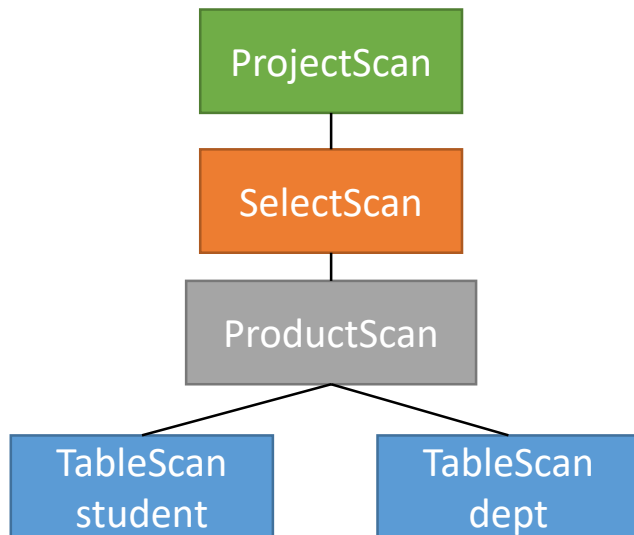 ProjectScan
SelectScan
ProductScan
TableScan
student
TableScan
dept